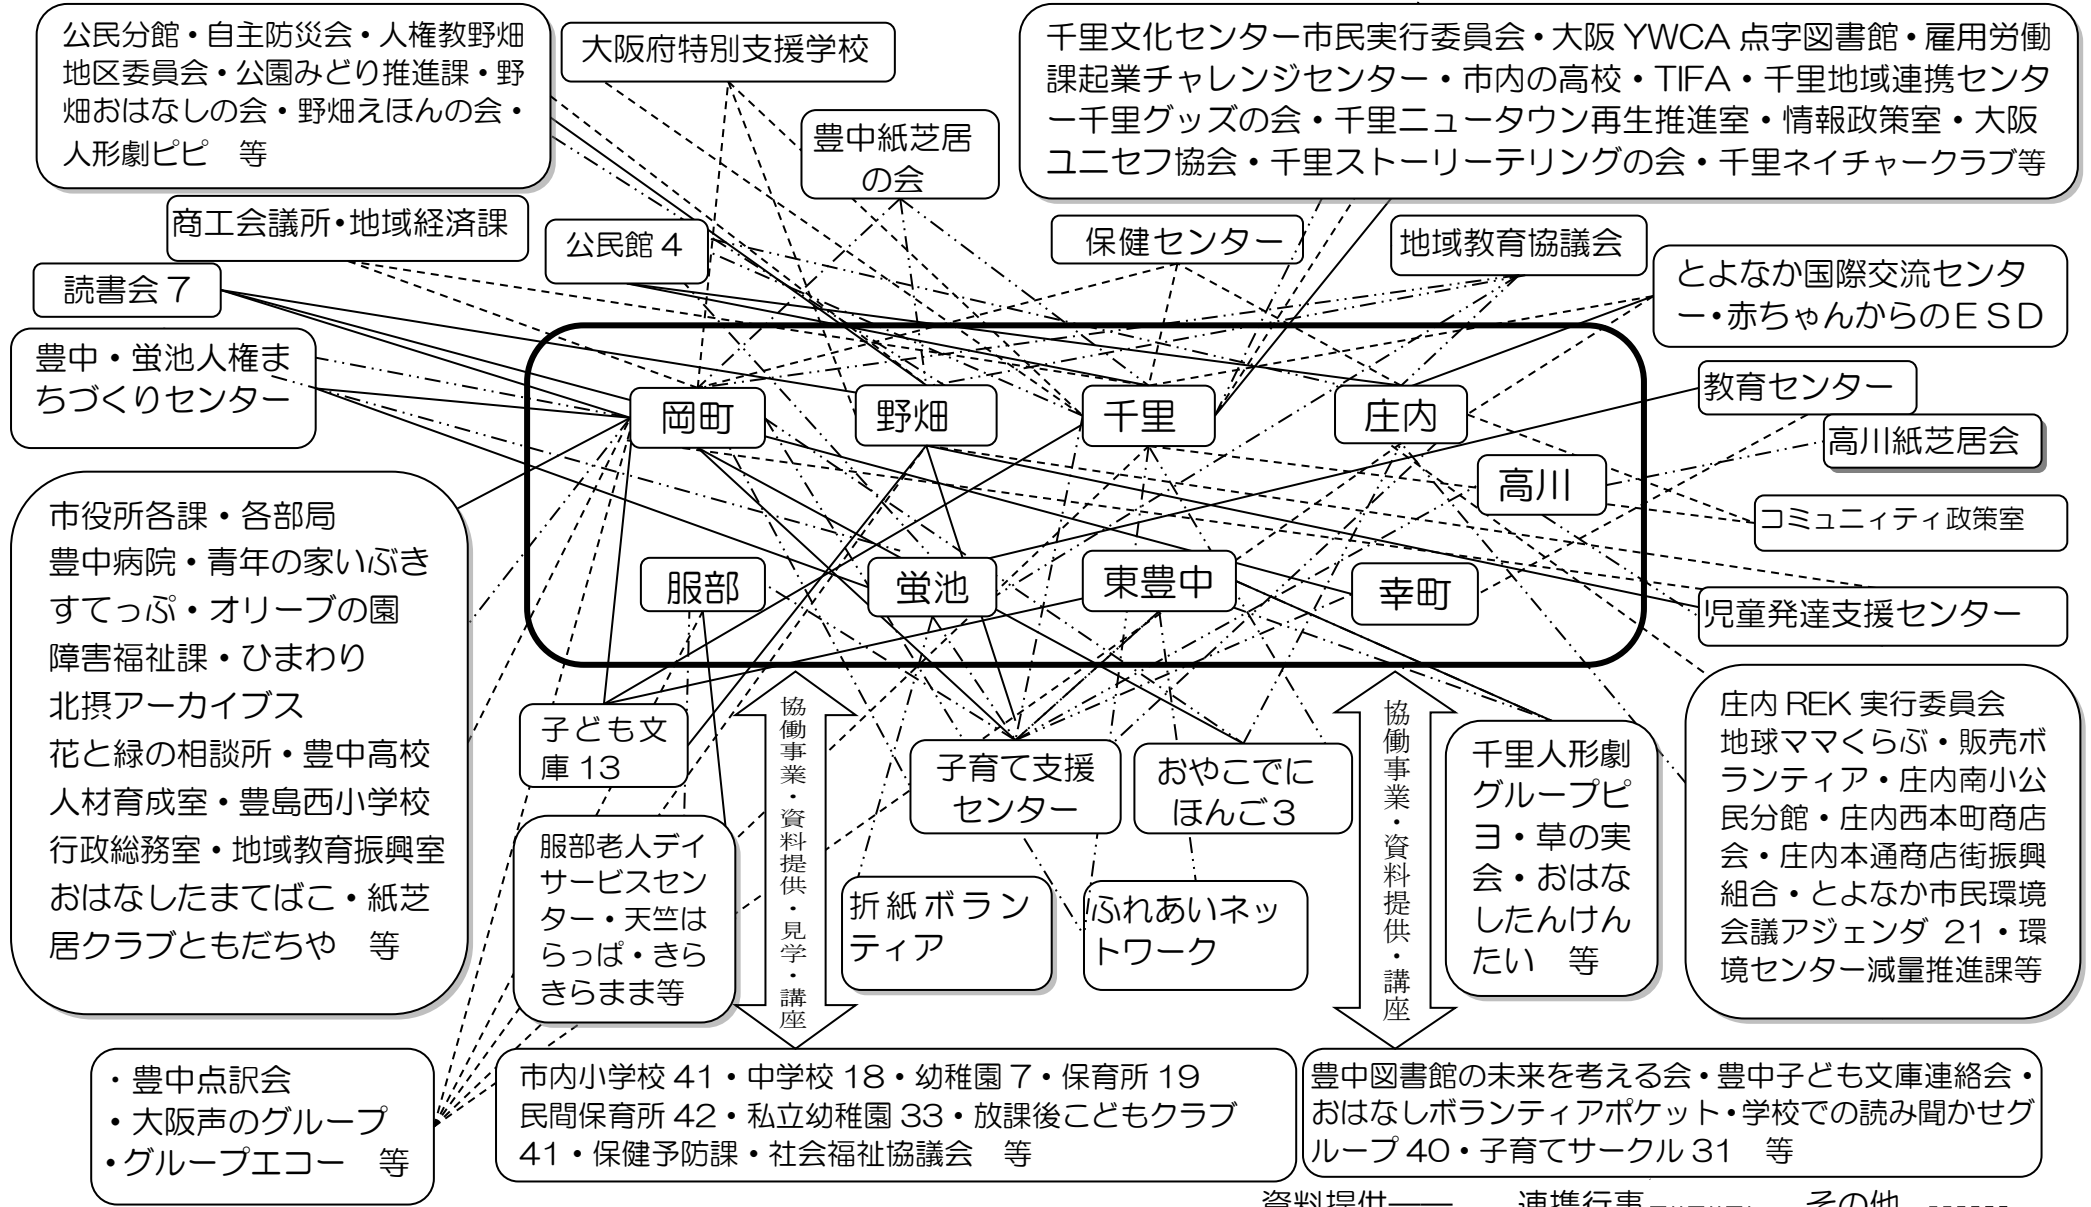 公民分館・自主防災会・人権教野畑
地区委員会・公園みどり推進課・野
畑おはなしの会・野畑えほんの会・
人形劇ピピ　等
大阪府特別支援学校
豊中紙芝居
の会
千里文化センター市民実行委員会・大阪 YWCA 点字図書館・雇用労働
課起業チャレンジセンター・市内の高校・TIFA・千里地域連携センタ
ー千里グッズの会・千里ニュータウン再生推進室・情報政策室・大阪
ユニセフ協会・千里ストーリーテリングの会・千里ネイチャークラブ等
商工会議所・地域経済課
公民館 4
保健センター
地域教育協議会
とよなか国際交流センタ
ー・赤ちゃんからのＥＳＤ
読書会 7
豊中・蛍池人権ま
ちづくりセンター
教育センター
高川紙芝居会
岡町
野畑
千里
庄内
高川
コミュニィティ政策室
服部
蛍池
東豊中
幸町
児童発達支援センター
市役所各課・各部局
豊中病院・青年の家いぶき
すてっぷ・オリーブの園
障害福祉課・ひまわり
北摂アーカイブス
花と緑の相談所・豊中高校
人材育成室・豊島西小学校
行政総務室・地域教育振興室
おはなしたまてばこ・紙芝
居クラブともだちや　等
子ども文
庫 13
協働事業・資料提供・見学・講座
子育て支援
センター
おやこでに
ほんご３
協働事業・資料提供・講座
千里人形劇
グループピ
ヨ・草の実
会・おはな
したんけん
たい　等
庄内 REK 実行委員会
地球ママくらぶ・販売ボ
ランティア・庄内南小公
民分館・庄内西本町商店
会・庄内本通商店街振興
組合・とよなか市民環境
会議アジェンダ 21・環
境センター減量推進課等
服部老人デイ
サービスセン
ター・天竺は
らっぱ・きら
きらまま等
折紙ボラン
ティア
ふれあいネッ
トワーク
・豊中点訳会
・大阪声のグループ
・グループエコー　等
市内小学校 41・中学校 18・幼稚園 7・保育所 19
民間保育所 42・私立幼稚園 33・放課後こどもクラブ
41・保健予防課・社会福祉協議会　等
豊中図書館の未来を考える会・豊中子ども文庫連絡会・
おはなしボランティアポケット・学校での読み聞かせグ
ループ 40・子育てサークル 31　等
資料提供　連携行事　その他